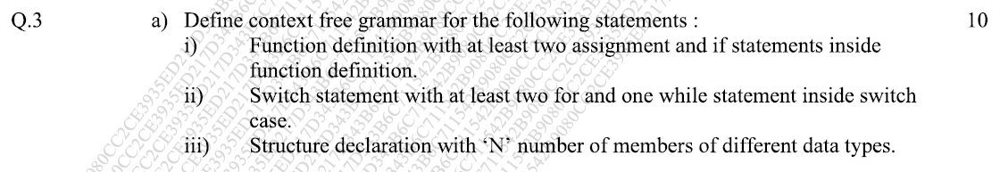 Q.3 a) Define context free grammar for the following statements : 10
i) Function definition with at least two assignment and if statements inside
function definition.
ii) Switch statement with at least two for and one while statement inside switch
case.
iii) Structure declaration with ‘N’ number of members of different data types.